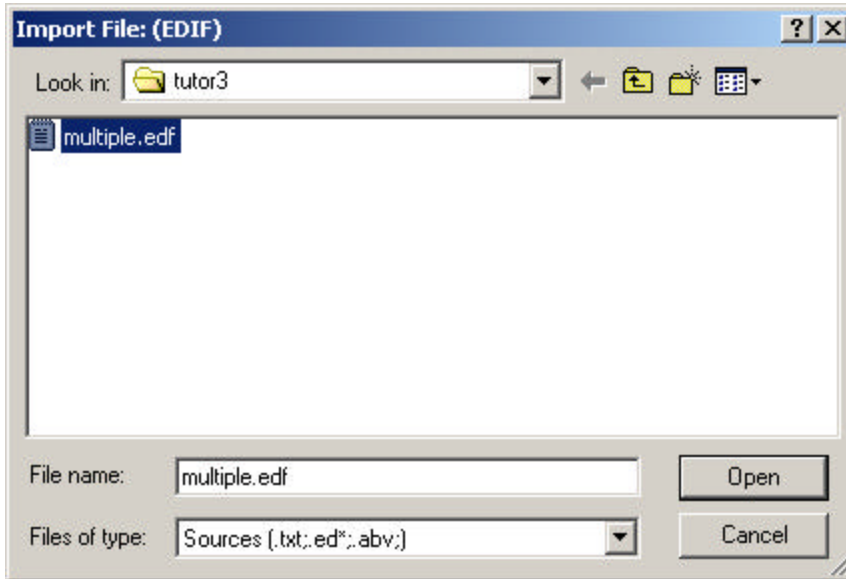 Import File: (EDIF)
Look in: tutor3
multiple.edf
File name: multiple.edf Open
Files of type: Sources (.txt;.ed*;.abv;) Cancel